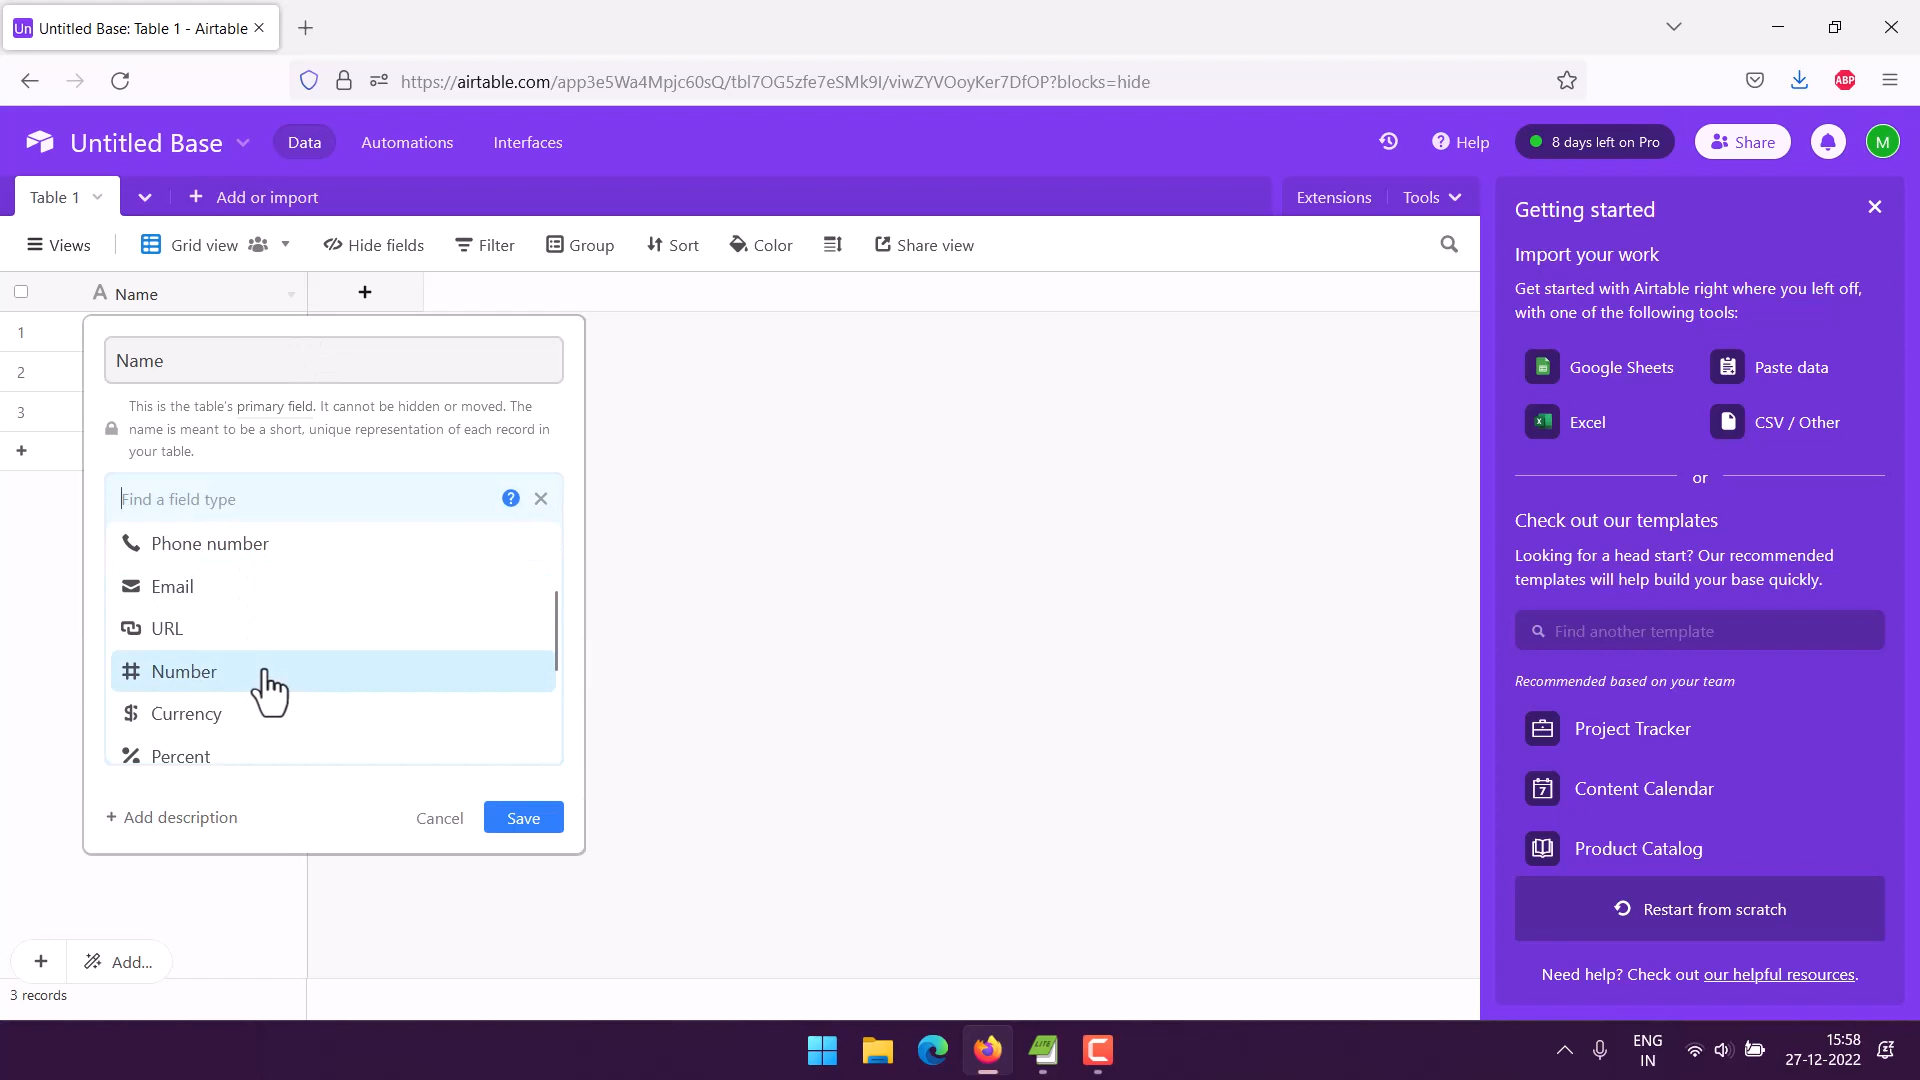 Un Untitled Base: Table 1 - Airtable
https://airtable.com/app3e5Wa4Mpjc60sQ/tbl7OG5zfe7eSMk9I/viwZYVOoyKer7DfOP?blocks=hide
ABP
Untitled Base
Data
Automations
Interfaces
Help
8 days left on Pro
Share
M
Table 1
Add or import
Extensions
Tools
Views
Grid view
Hide fields
Filter
Group
Sort
Color
Share view
A Name
1
2
3
Name
This is the table's primary field. It cannot be hidden or moved. The
name is meant to be a short, unique representation of each record in
your table.
Find a field type
Phone number
Email
URL
Number
Currency
Percent
+ Add description
Cancel
Save
Add...
3 records
Getting started
Import your work
Get started with Airtable right where you left off,
with one of the following tools:
Google Sheets
Paste data
Excel
CSV / Other
or
Check out our templates
Looking for a head start? Our recommended
templates will help build your base quickly.
Find another template
Recommended based on your team
Project Tracker
7 Content Calendar
Product Catalog
Restart from scratch
Need help? Check out our helpful resources.
LITE
ENG
IN
15:58
27-12-2022